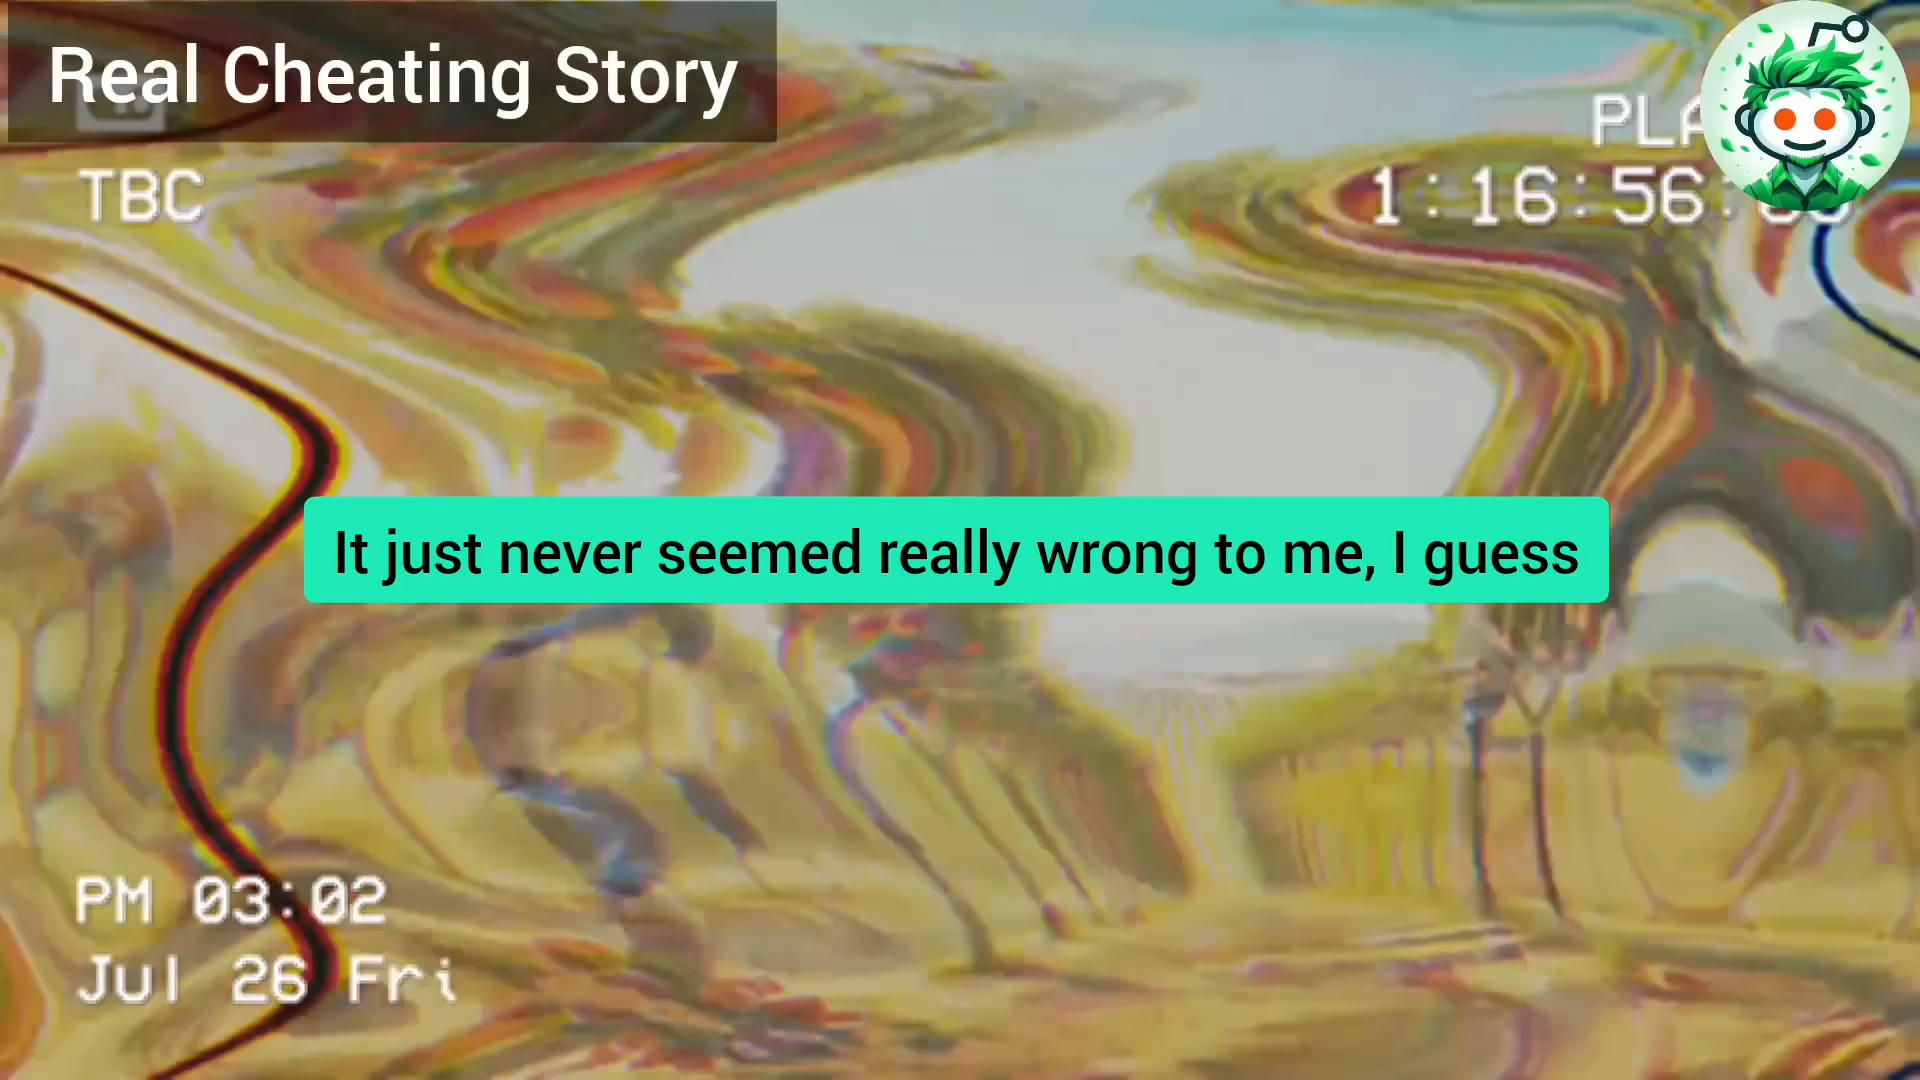 Real Cheating Story
TBC
PLA
1:16:56:
It just never seemed really wrong to me, I guess
PM 03:02
Jul 26 Fri